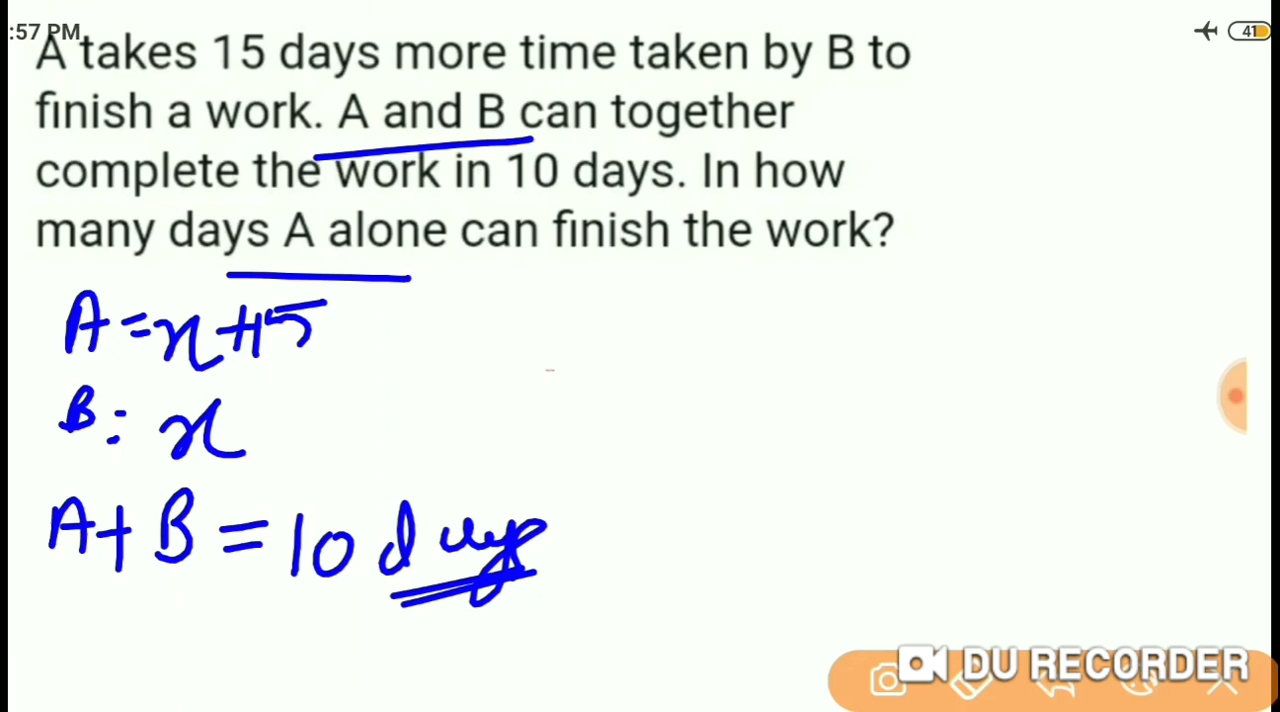 :57 PM
41
A takes 15 days more time taken by B to
finish a work. A and B can together
complete the work in 10 days. In how
many days A alone can finish the work?
A = x +15
B = x
A + B = 10 days
DU RECORDER